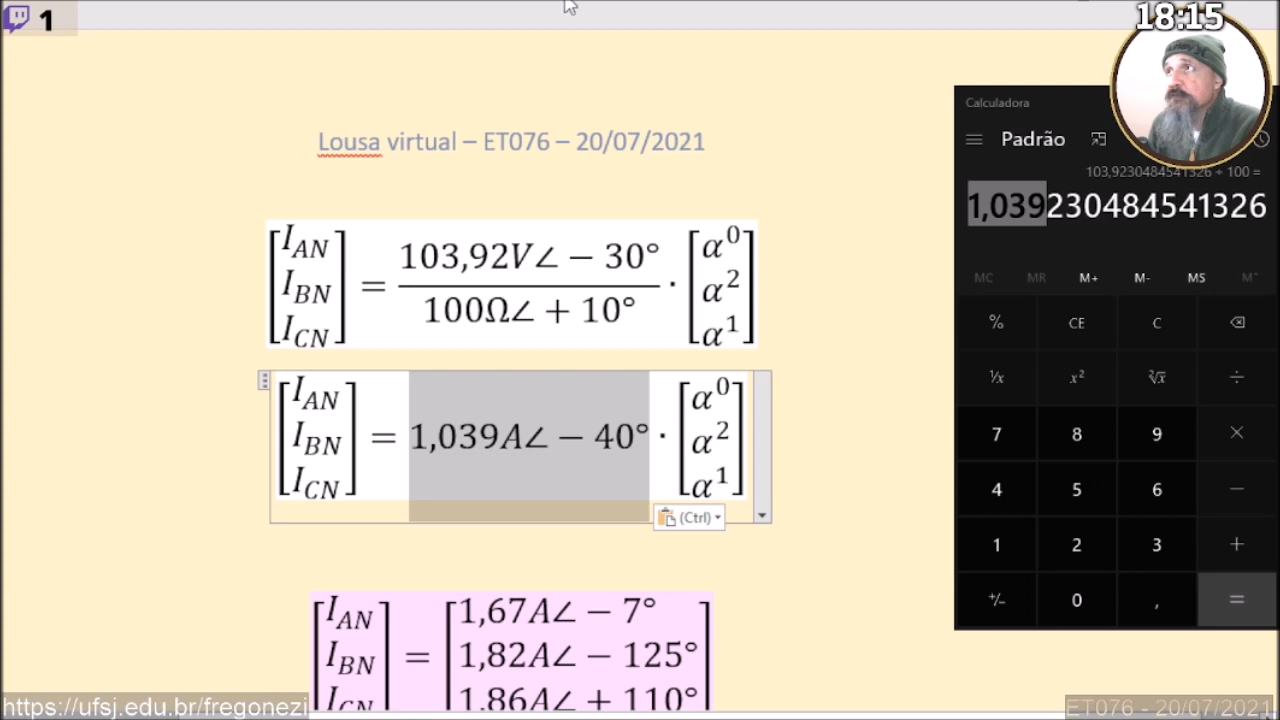 1
18:15
Calculadora
Padrão
103,9230484541326 ÷ 100 =
1,039230484541326
MC MR M+ M- MS M˅
% CE C ⌫
¹/x x² ²√x ÷
7 8 9 ×
4 5 6 −
1 2 3 +
+/− 0 , =
Lousa virtual – ET076 – 20/07/2021
[I_AN I_BN I_CN] = 103,92V∠ − 30° / 100Ω∠ + 10° · [α⁰ α² α¹]
[I_AN I_BN I_CN] = 1,039A∠ − 40° · [α⁰ α² α¹]
(Ctrl)
[I_AN I_BN I_CN] = [1,67A∠ − 7° 1,82A∠ − 125° 1,86A∠ + 110°]
https://ufsj.edu.br/fregonezi
ET076 - 20/07/2021